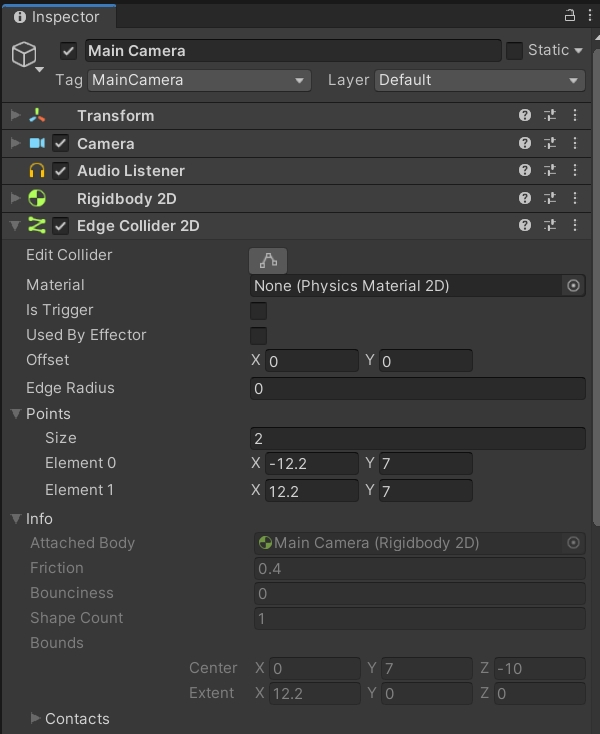 Inspector
Main Camera Static
Tag MainCamera Layer Default
Transform
Camera
Audio Listener
Rigidbody 2D
Edge Collider 2D
Edit Collider
Material None (Physics Material 2D)
Is Trigger
Used By Effector
Offset X 0 Y 0
Edge Radius 0
Points
Size 2
Element 0 X -12.2 Y 7
Element 1 X 12.2 Y 7
Info
Attached Body Main Camera (Rigidbody 2D)
Friction 0.4
Bounciness 0
Shape Count 1
Bounds
Center X 0 Y 7 Z -10
Extent X 12.2 Y 0 Z 0
Contacts